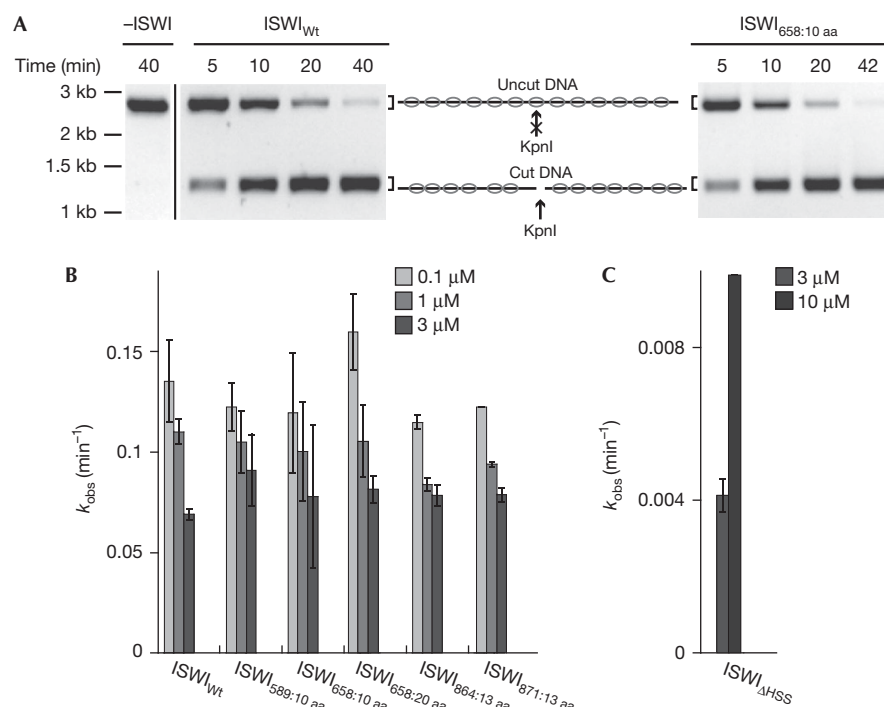 A
–ISWI ISWIWt ISWI658:10 aa
Time (min) 40 5 10 20 40 5 10 20 42
3 kb
2 kb
1.5 kb
1 kb
Uncut DNA
KpnI
Cut DNA
KpnI
B
0.1 µM
1 µM
3 µM
kobs (min–1)
0.15
0.1
0.05
0
ISWIWt ISWI589:10 aa ISWI658:10 aa ISWI658:20 aa ISWI864:13 aa ISWI871:13 aa
C
3 µM
10 µM
kobs (min–1)
0.008
0.004
0
ISWIΔHSS